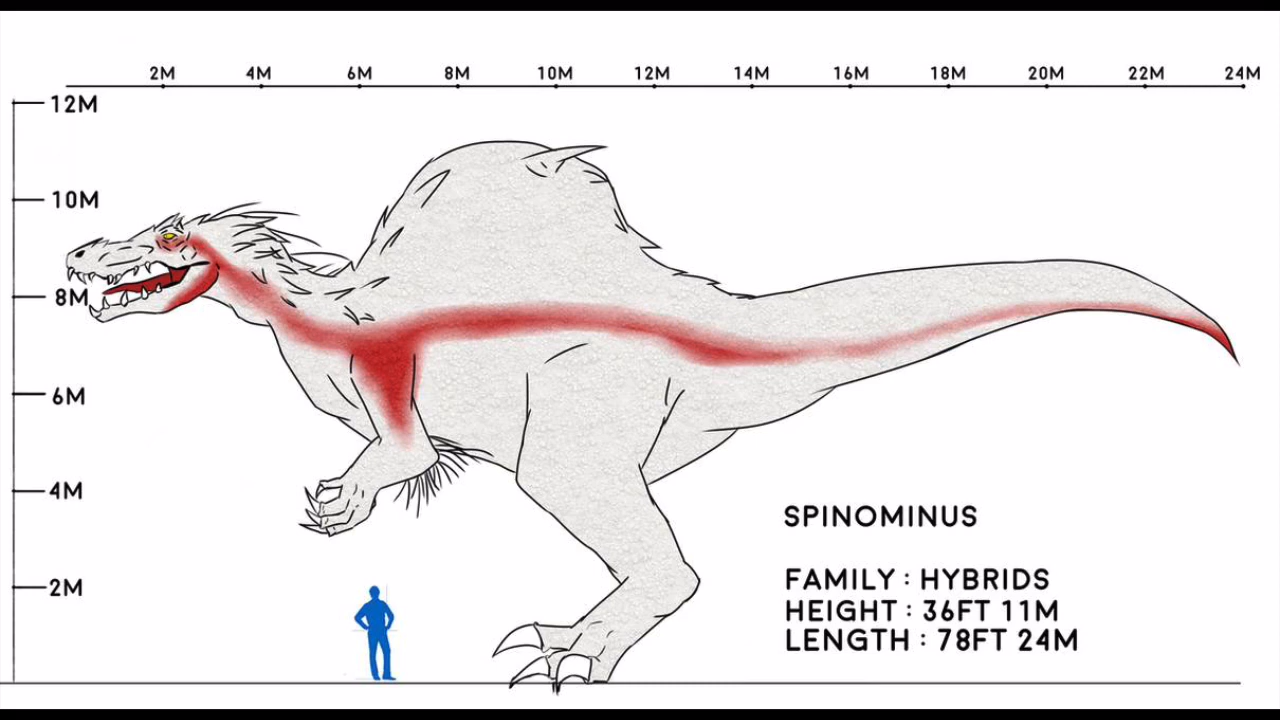 2M 4M 6M 8M 10M 12M 14M 16M 18M 20M 22M 24M
12M
10M
8M
6M
4M
2M
SPINOMINUS
FAMILY : HYBRIDS
HEIGHT : 36FT 11M
LENGTH : 78FT 24M